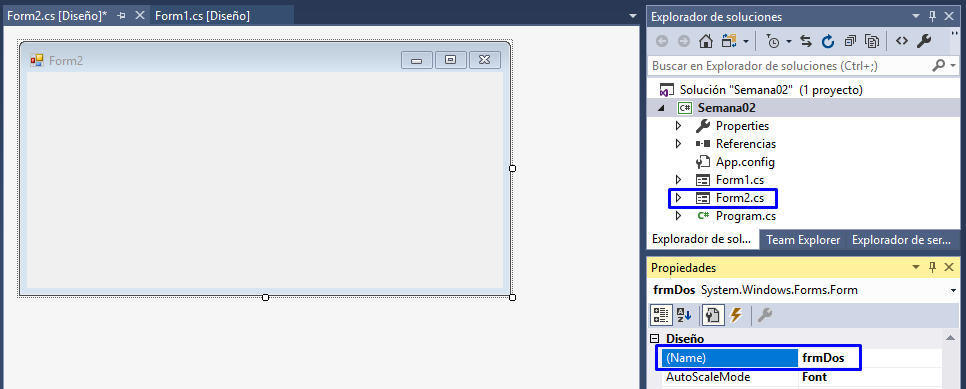 Form2.cs [Diseño]* Form1.cs [Diseño]
Form2
Explorador de soluciones
Buscar en Explorador de soluciones (Ctrl+;)
Solución "Semana02" (1 proyecto)
C# Semana02
Properties
Referencias
App.config
Form1.cs
Form2.cs
C# Program.cs
Explorador de sol... Team Explorer Explorador de ser...
Propiedades
frmDos System.Windows.Forms.Form
Diseño
(Name) frmDos
AutoScaleMode Font